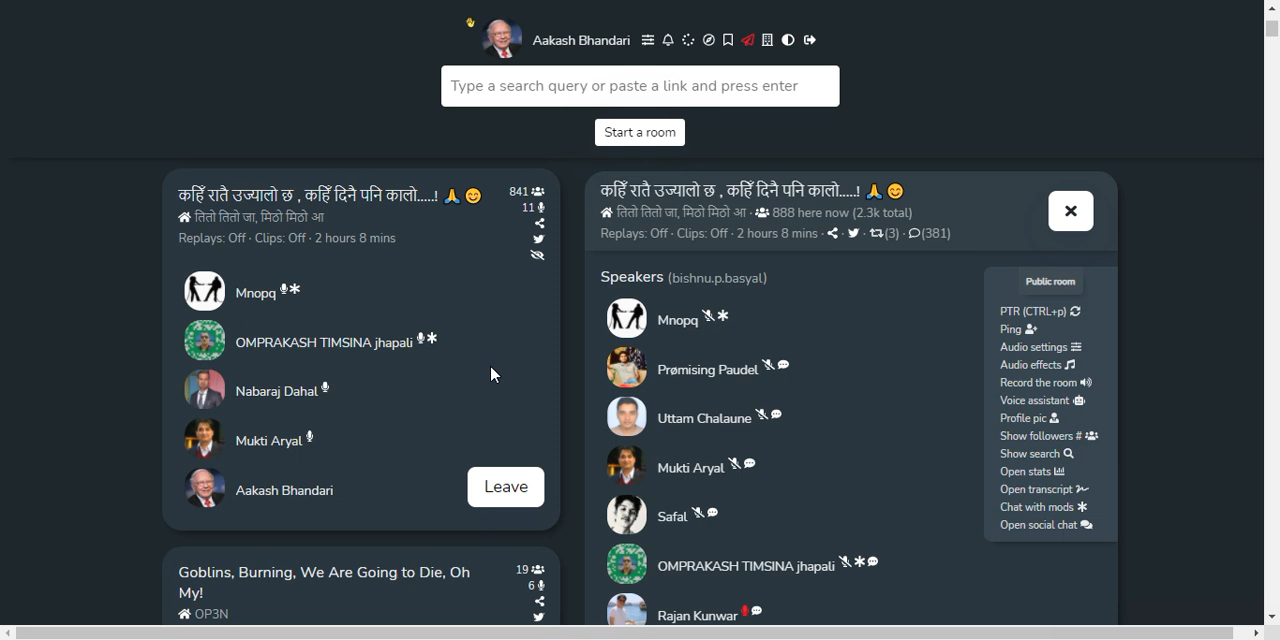 Aakash Bhandari
Type a search query or paste a link and press enter
Start a room
कहिँ रातै उज्यालो छ , कहिँ दिनै पनि कालो.....! 🙏 😊
841
11
तितो तितो जा, मिठो मिठो आ
Replays: Off · Clips: Off · 2 hours 8 mins
Mnopq
OMPRAKASH TIMSINA jhapali
Nabaraj Dahal
Mukti Aryal
Aakash Bhandari
Leave
Goblins, Burning, We Are Going to Die, Oh
My!
19
6
OP3N
कहिँ रातै उज्यालो छ , कहिँ दिनै पनि कालो.....! 🙏 😊
तितो तितो जा, मिठो मिठो आ · 888 here now (2.3k total)
Replays: Off · Clips: Off · 2 hours 8 mins · · · (3) · (381)
Speakers (bishnu.p.basyal)
Mnopq
Prømising Paudel
Uttam Chalaune
Mukti Aryal
Safal
OMPRAKASH TIMSINA jhapali
Rajan Kunwar
Public room
PTR (CTRL+p)
Ping
Audio settings
Audio effects
Record the room
Voice assistant
Profile pic
Show followers #
Show search
Open stats
Open transcript
Chat with mods
Open social chat